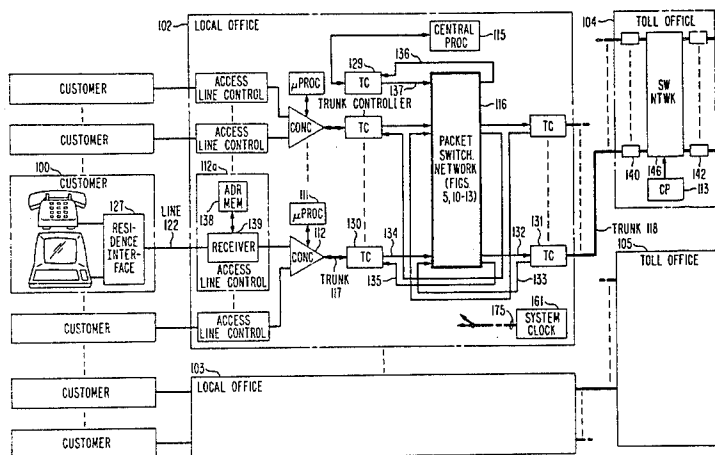 102
LOCAL OFFICE
104
TOLL OFFICE
CENTRAL PROC
115
129
136
TC
137
TRUNK CONTROLLER
116
CUSTOMER
ACCESS LINE CONTROL
μPROC
CONC
TC
TC
CUSTOMER
ACCESS LINE CONTROL
PACKET SWITCH. NETWORK (FIGS. 5, 10-13)
SW NTWK
100
CUSTOMER
127
RESIDENCE INTERFACE
LINE 122
112a
ADR MEM
138
139
RECEIVER
ACCESS LINE CONTROL
111
μPROC
112
CONC
TRUNK 117
130
TC
134
135
132
133
131
TC
140
146
142
CP
113
TRUNK 118
105
TOLL OFFICE
CUSTOMER
ACCESS LINE CONTROL
175
161
SYSTEM CLOCK
103
LOCAL OFFICE
CUSTOMER
CUSTOMER